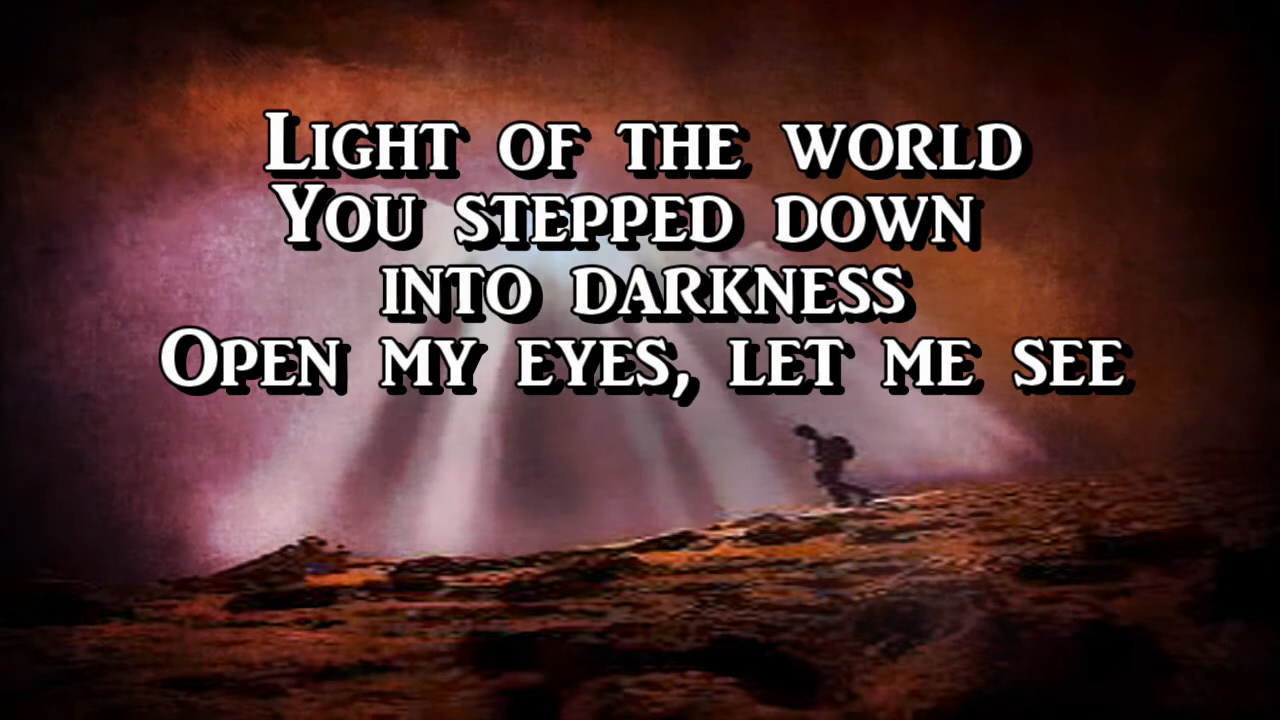 Light of the world
You stepped down
into darkness
Open my eyes, let me see